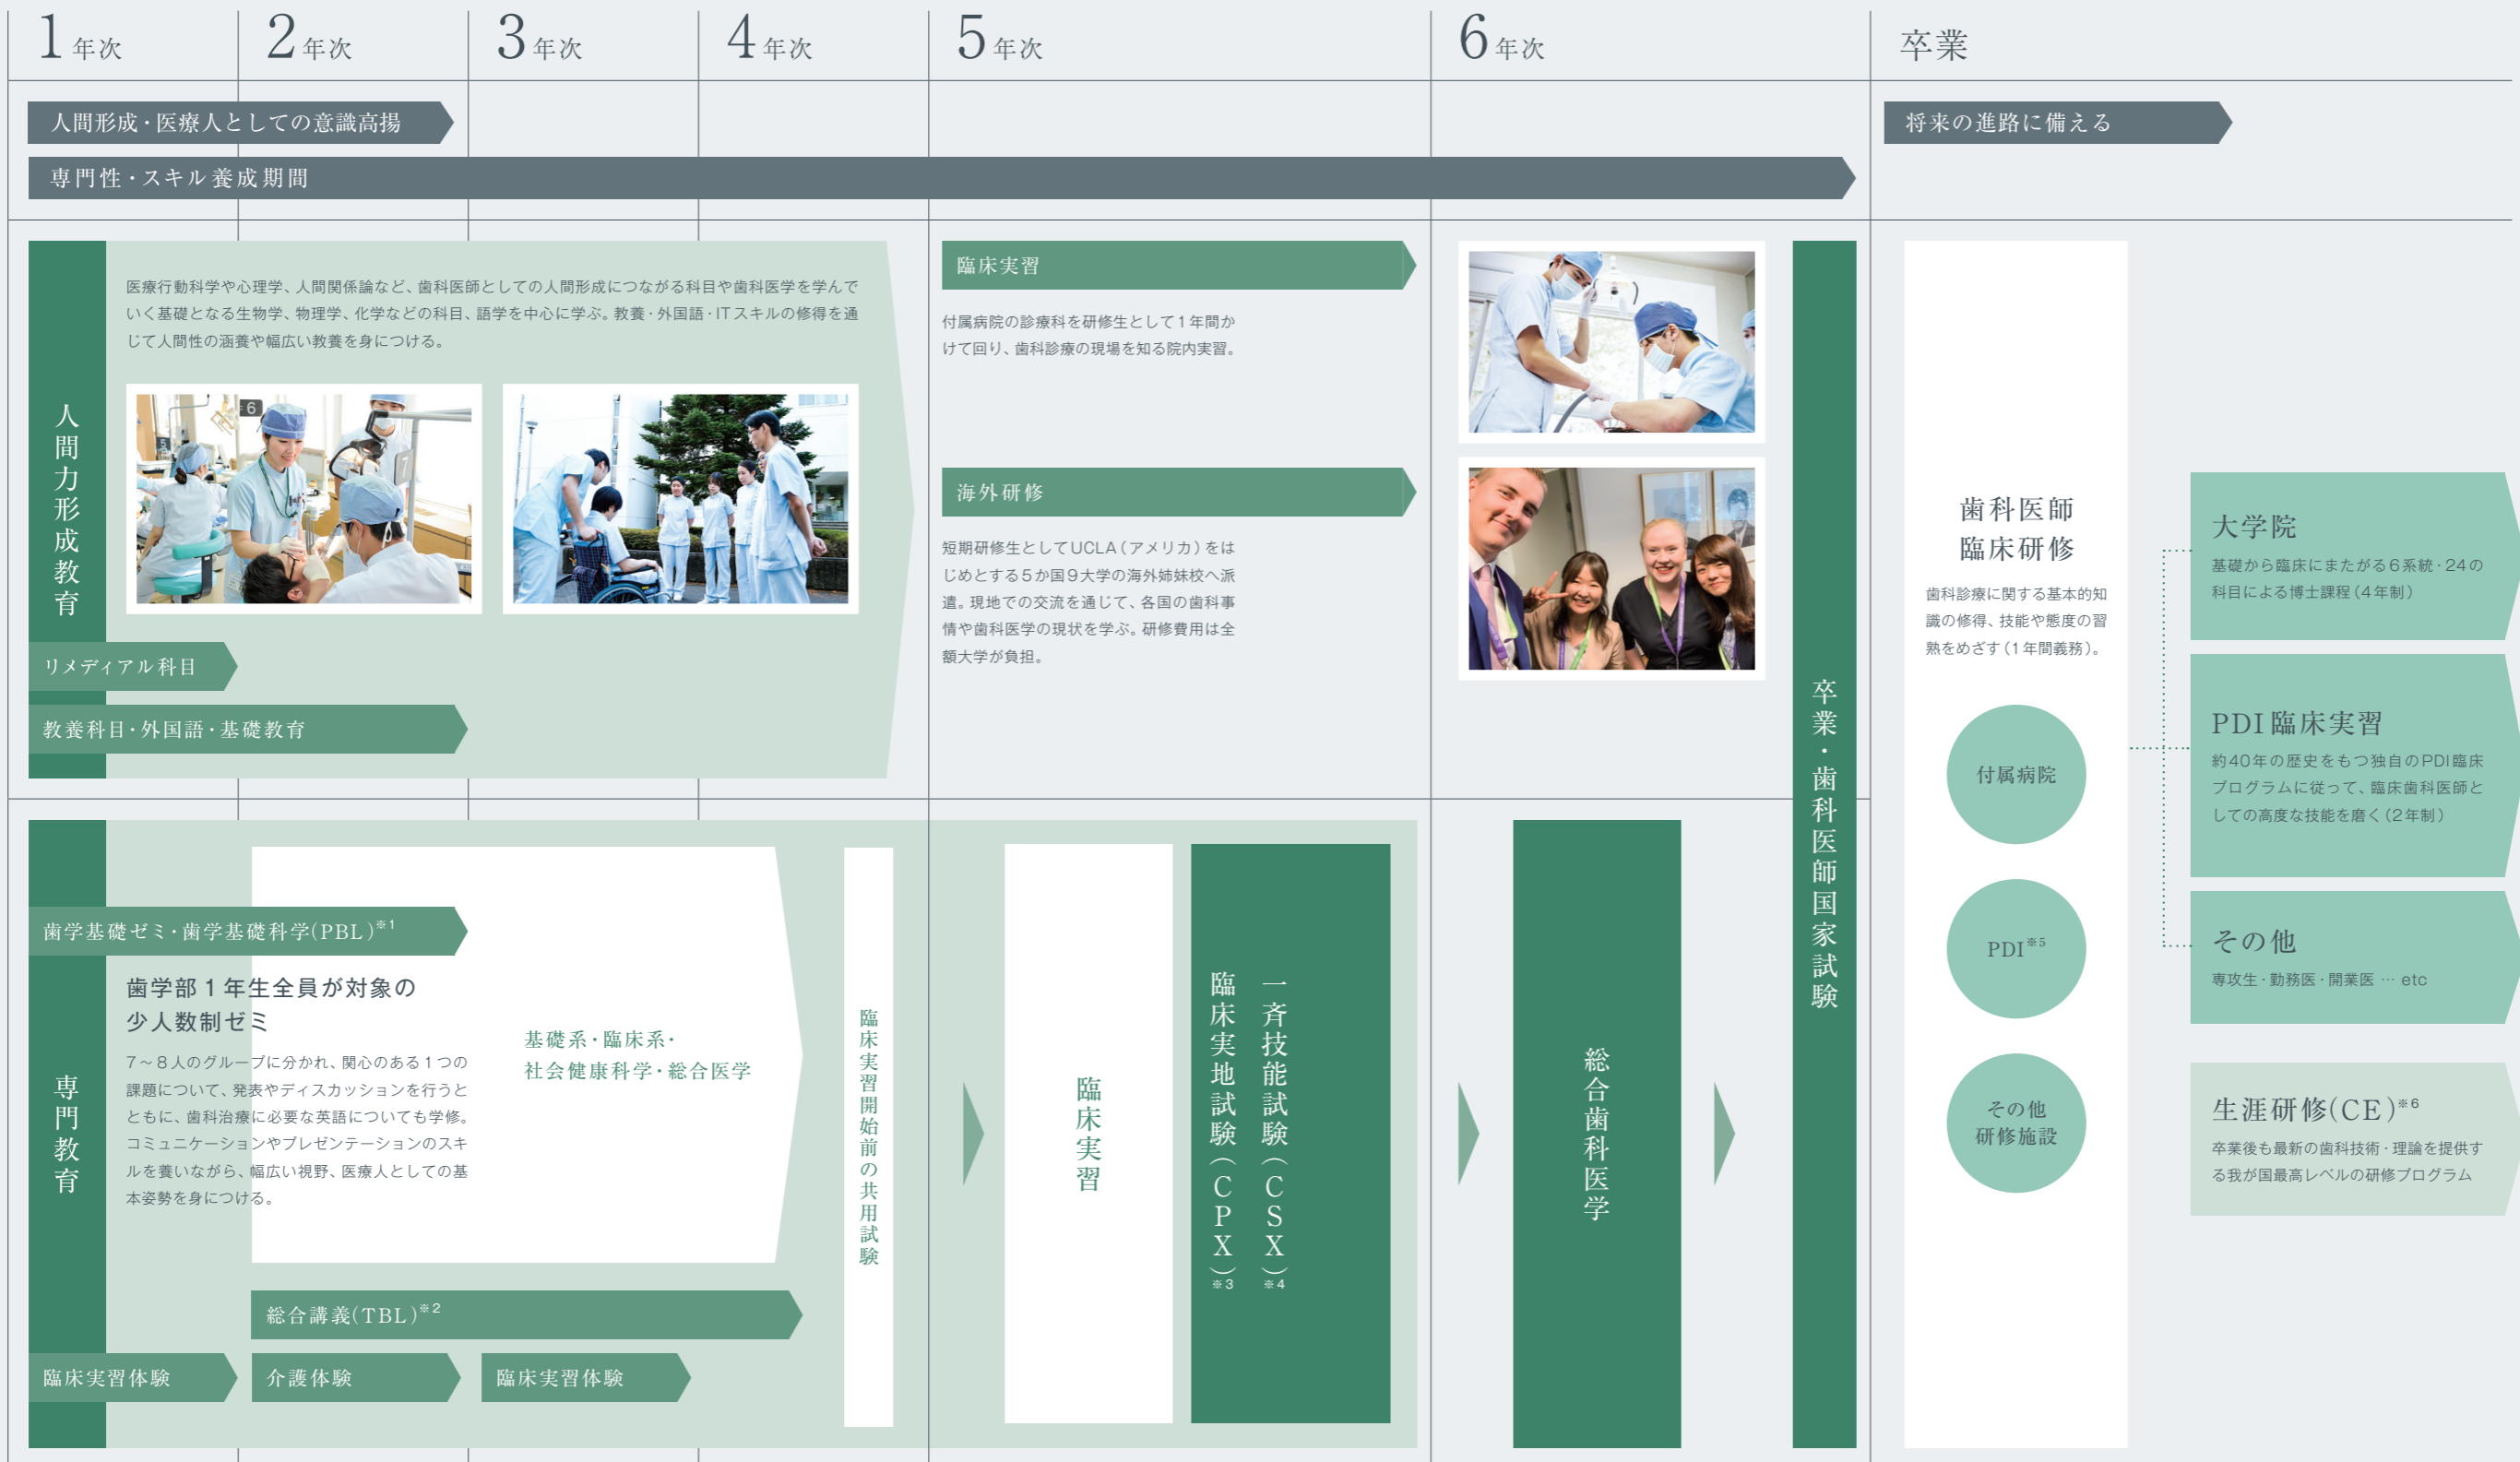 1年次
2年次
3年次
4年次
5年次
6年次
卒業
人間形成・医療人としての意識高揚
将来の進路に備える
専門性・スキル養成期間
人間力形成教育
医療行動科学や心理学、人間関係論など、歯科医師としての人間形成につながる科目や歯科医学を学んで
いく基礎となる生物学、物理学、化学などの科目、語学を中心に学ぶ。教養・外国語・ITスキルの修得を通
じて人間性の涵養や幅広い教養を身につける。
6
5
リメディアル科目
教養科目・外国語・基礎教育
臨床実習
付属病院の診療科を研修生として1年間か
けて回り、歯科診療の現場を知る院内実習。
海外研修
短期研修生としてUCLA(アメリカ)をは
じめとする5か国9大学の海外姉妹校へ派
遣。現地での交流を通じて、各国の歯科事
情や歯科医学の現状を学ぶ。研修費用は全
額大学が負担。
専門教育
歯学基礎ゼミ・歯学基礎科学(PBL)※1
歯学部1年生全員が対象の
少人数制ゼミ
7〜8人のグループに分かれ、関心のある1つの
課題について、発表やディスカッションを行うと
ともに、歯科治療に必要な英語についても学修。
コミュニケーションやプレゼンテーションのスキ
ルを養いながら、幅広い視野、医療人としての基
本姿勢を身につける。
基礎系・臨床系・
社会健康科学・総合医学
総合講義(TBL)※2
臨床実習体験
介護体験
臨床実習体験
臨床実習開始前の共用試験
臨床実習
一斉技能試験(CSX)※4
臨床実地試験(CPX)※3
総合歯科医学
卒業・歯科医師国家試験
歯科医師
臨床研修
歯科診療に関する基本的知
識の修得、技能や態度の習
熟をめざす(1年間義務)。
付属病院
PDI※5
その他
研修施設
大学院
基礎から臨床にまたがる6系統・24の
科目による博士課程(4年制)
PDI臨床実習
約40年の歴史をもつ独自のPDI臨床
プログラムに従って、臨床歯科医師と
しての高度な技能を磨く(2年制)
その他
専攻生・勤務医・開業医 … etc
生涯研修(CE)※6
卒業後も最新の歯科技術・理論を提供す
る我が国最高レベルの研修プログラム